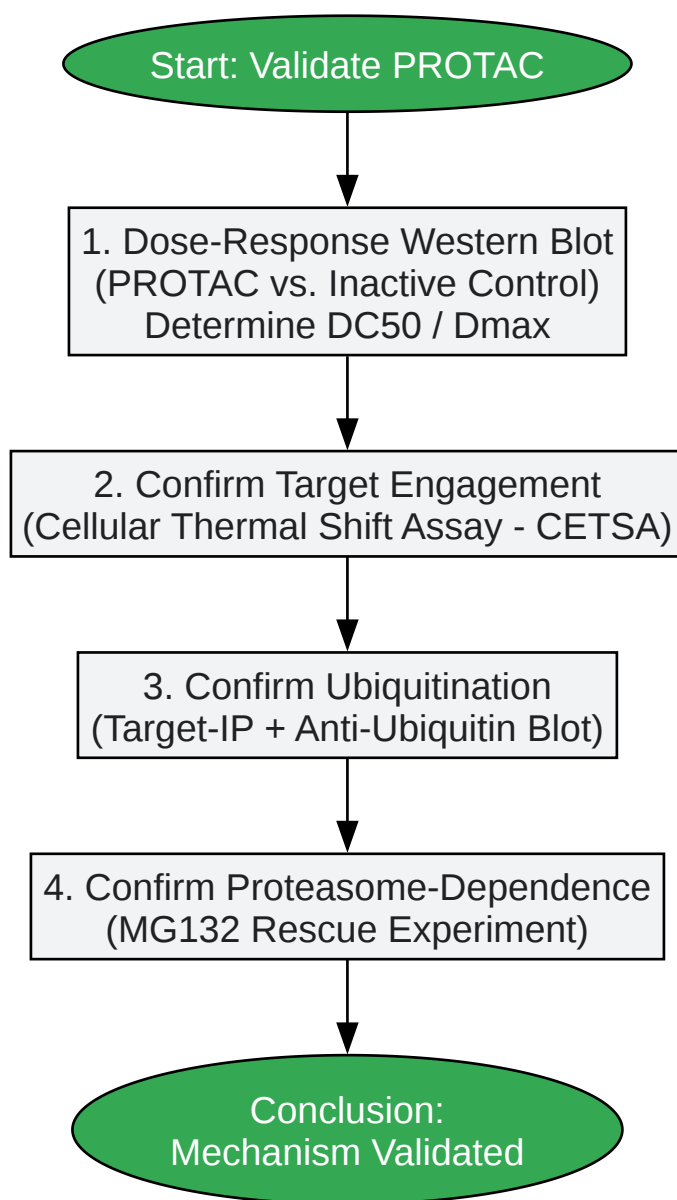 Start: Validate PROTAC
1. Dose-Response Western Blot
(PROTAC vs. Inactive Control)
Determine DC50 / Dmax
2. Confirm Target Engagement
(Cellular Thermal Shift Assay - CETSA)
3. Confirm Ubiquitination
(Target-IP + Anti-Ubiquitin Blot)
4. Confirm Proteasome-Dependence
(MG132 Rescue Experiment)
Conclusion:
Mechanism Validated